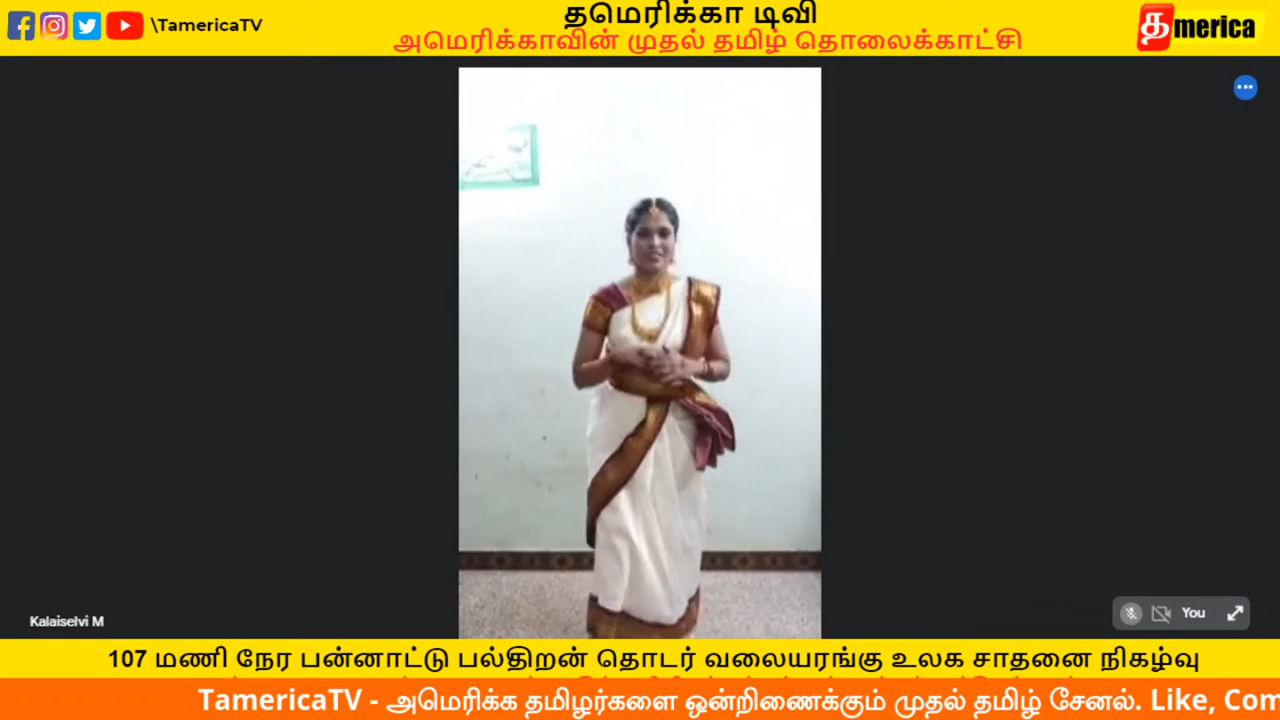 \TamericaTV
தமெரிக்கா டிவி
அமெரிக்காவின் முதல் தமிழ் தொலைக்காட்சி
தmerica
Kalaiselvi M
You
107 மணி நேர பன்னாட்டு பல்திறன் தொடர் வலையரங்கு உலக சாதனை நிகழ்வு
TamericaTV - அமெரிக்க தமிழர்களை ஒன்றிணைக்கும் முதல் தமிழ் சேனல். Like, Com